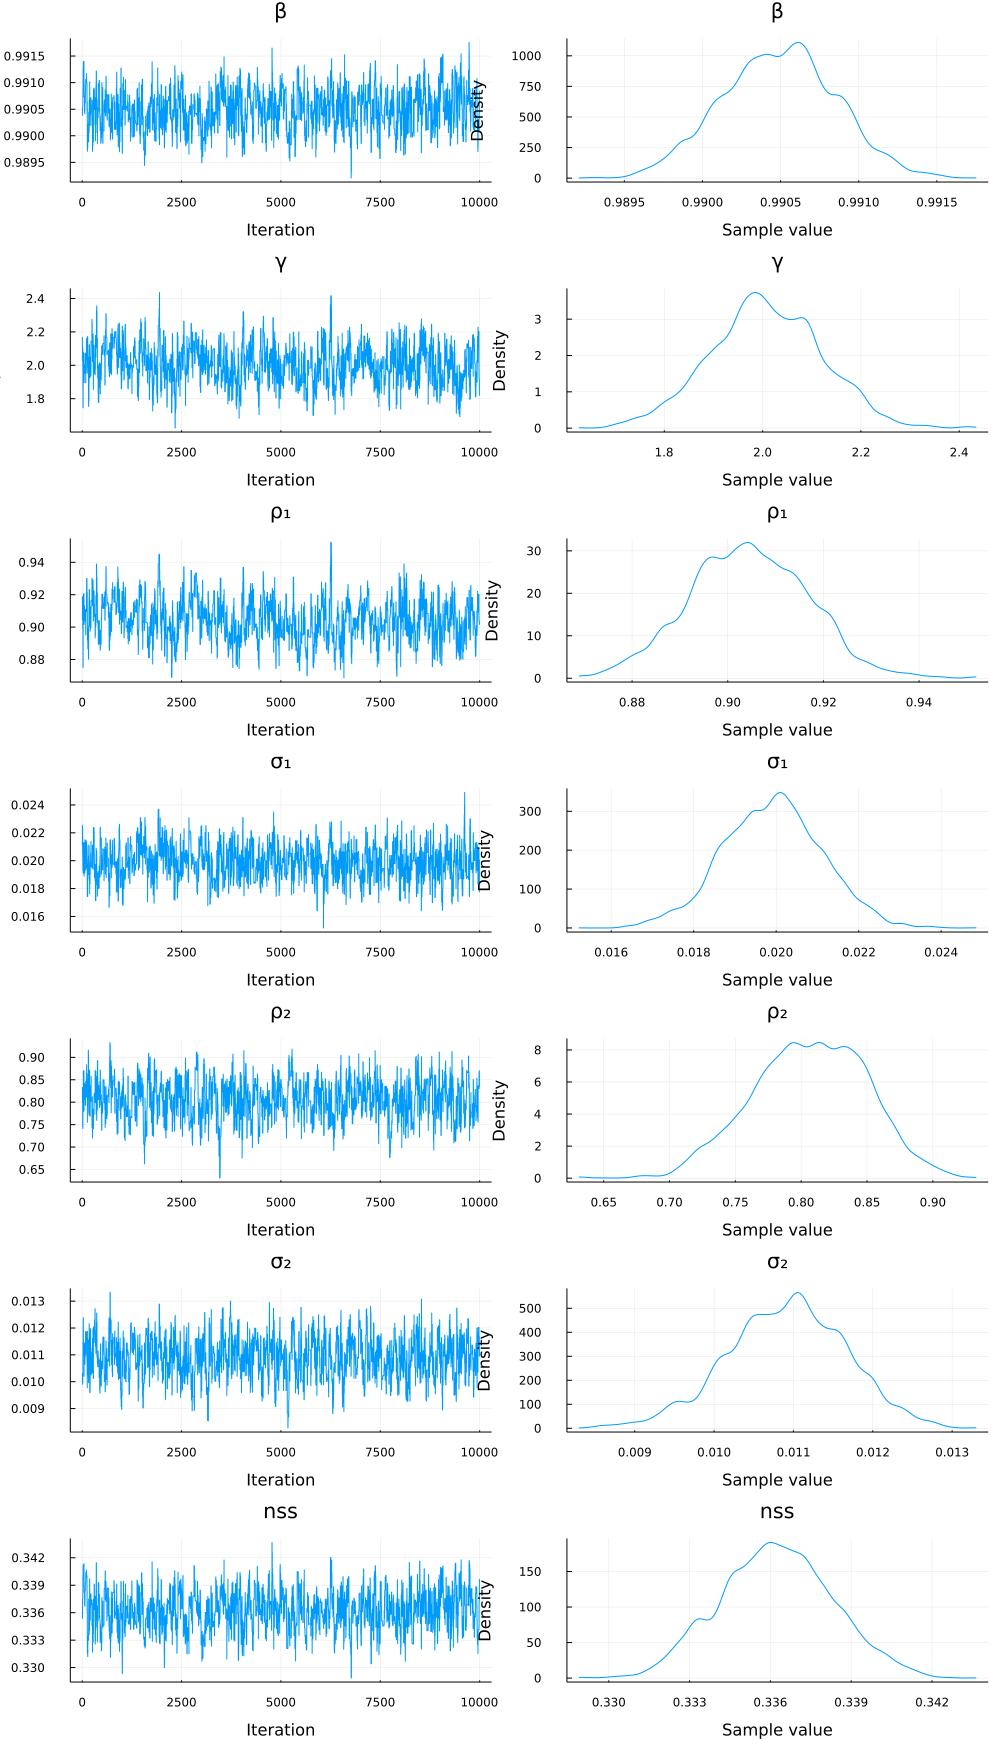 β β
0.9915
0.9910
0.9905
0.9900
0.9895
Density
1000
750
500
250
0
0 2500 5000 7500 10000 0.9895 0.9900 0.9905 0.9910 0.9915
Iteration Sample value
γ γ
2.4
2.2
2.0
1.8
Density
3
2
1
0
0 2500 5000 7500 10000 1.8 2.0 2.2 2.4
Iteration Sample value
ρ₁ ρ₁
0.94
0.92
0.90
0.88
Density
30
20
10
0
0 2500 5000 7500 10000 0.88 0.90 0.92 0.94
Iteration Sample value
σ₁ σ₁
0.024
0.022
0.020
0.018
0.016
Density
300
200
100
0
0 2500 5000 7500 10000 0.016 0.018 0.020 0.022 0.024
Iteration Sample value
ρ₂ ρ₂
0.90
0.85
0.80
0.75
0.70
0.65
Density
8
6
4
2
0
0 2500 5000 7500 10000 0.65 0.70 0.75 0.80 0.85 0.90
Iteration Sample value
σ₂ σ₂
0.013
0.012
0.011
0.010
0.009
Density
500
400
300
200
100
0
0 2500 5000 7500 10000 0.009 0.010 0.011 0.012 0.013
Iteration Sample value
nss nss
0.342
0.339
0.336
0.333
0.330
Density
150
100
50
0
0 2500 5000 7500 10000 0.330 0.333 0.336 0.339 0.342
Iteration Sample value